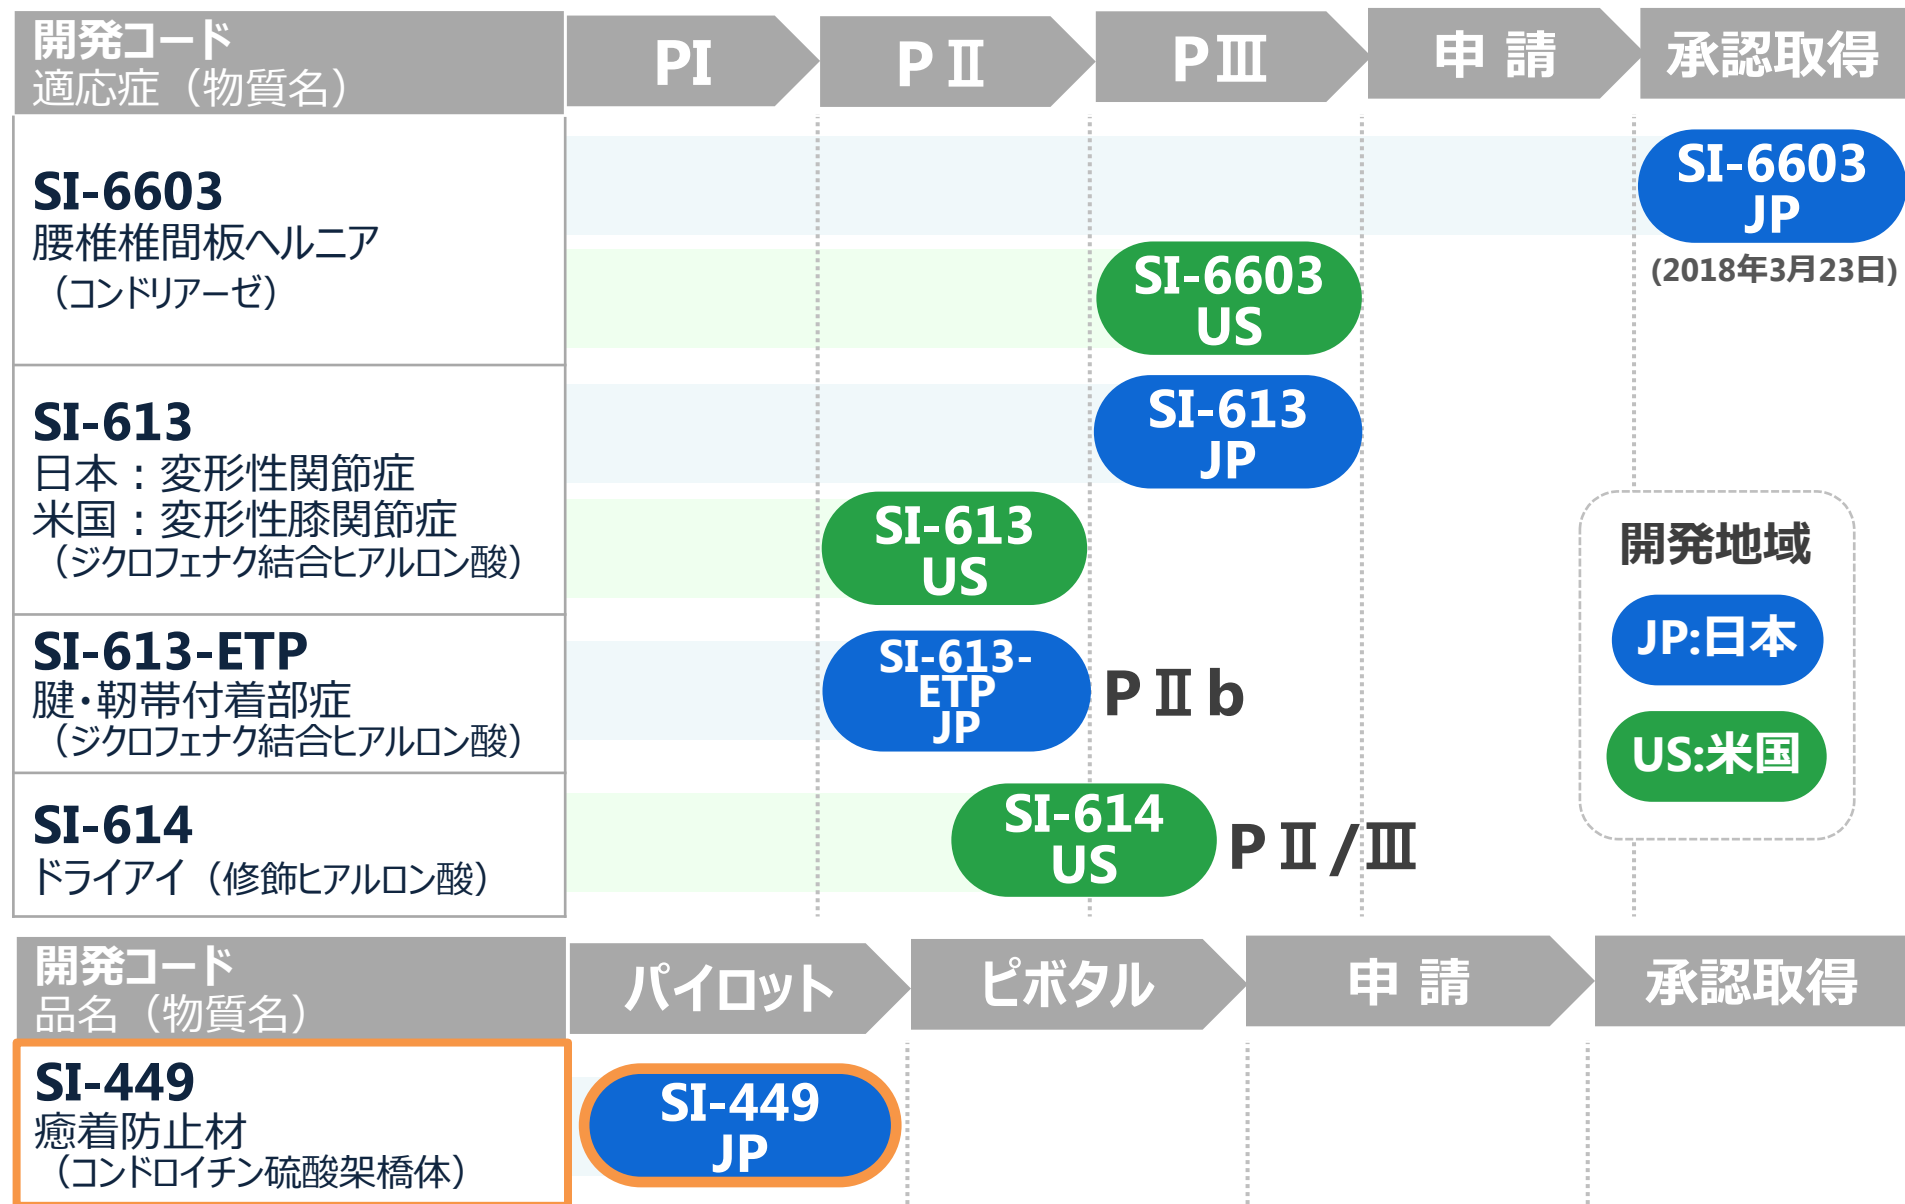 開発コード
適応症（物質名）
PⅠ
PⅡ
PⅢ
申 請
承認取得
SI-6603
腰椎椎間板ヘルニア
（コンドリアーゼ）
SI-6603
JP
(2018年3月23日)
SI-6603
US
SI-613
日本：変形性関節症
米国：変形性膝関節症
（ジクロフェナク結合ヒアルロン酸）
SI-613
JP
SI-613
US
SI-613-ETP
腱・靭帯付着部症
（ジクロフェナク結合ヒアルロン酸）
SI-613-
ETP
JP
PⅡb
SI-614
ドライアイ（修飾ヒアルロン酸）
SI-614
US
PⅡ/Ⅲ
開発地域
JP:日本
US:米国
開発コード
品名（物質名）
パイロット
ピボタル
申 請
承認取得
SI-449
癒着防止材
（コンドロイチン硫酸架橋体）
SI-449
JP